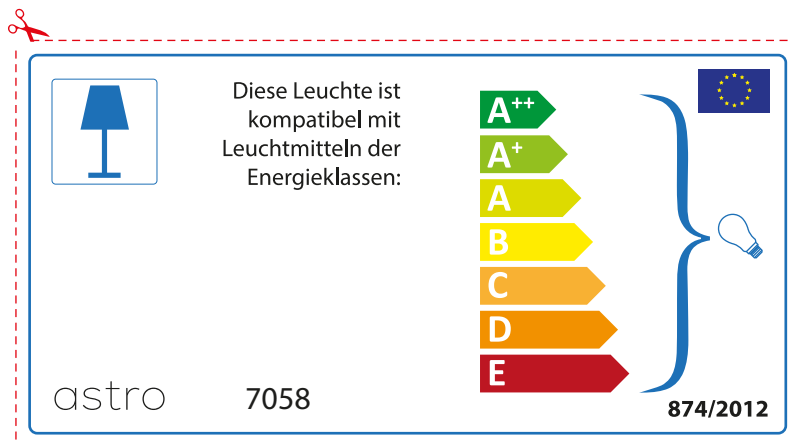 Diese Leuchte ist
kompatibel mit
Leuchtmitteln der
Energieklassen:
A++
A+
A
B
C
D
E
astro
7058
874/2012